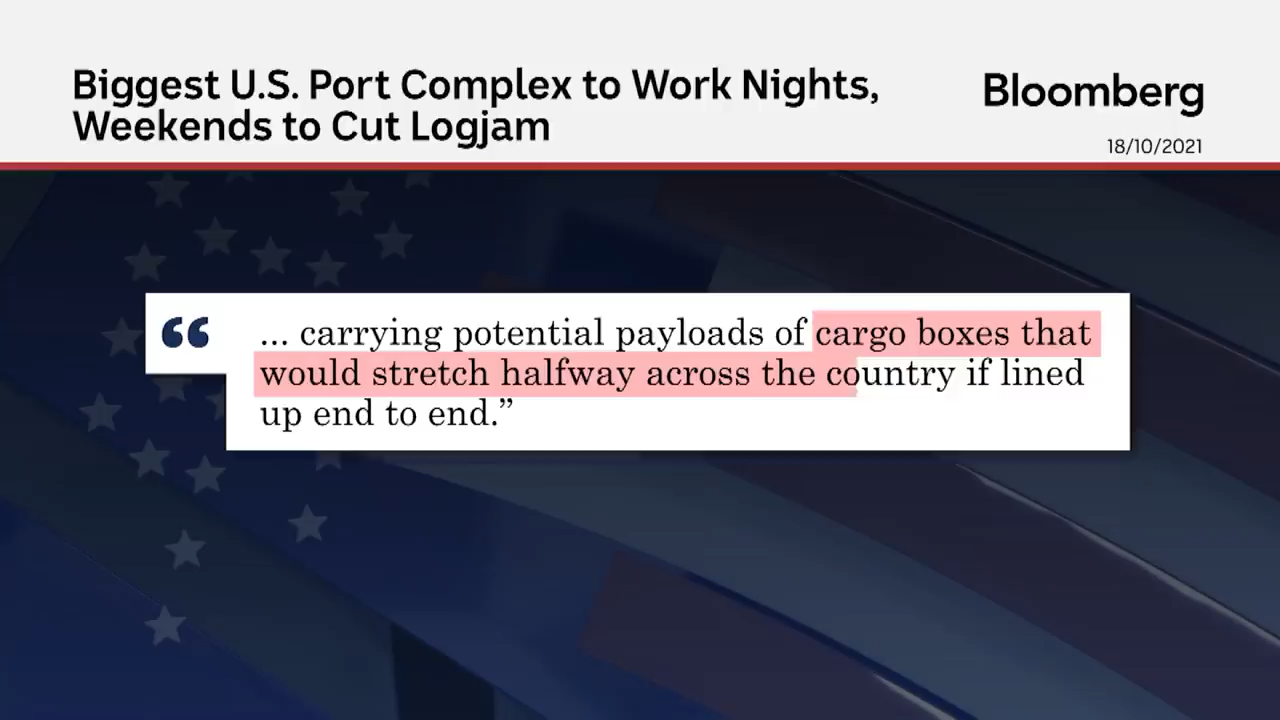 Biggest U.S. Port Complex to Work Nights,
Weekends to Cut Logjam
Bloomberg
18/10/2021
“
... carrying potential payloads of cargo boxes that
would stretch halfway across the country if lined
up end to end.”